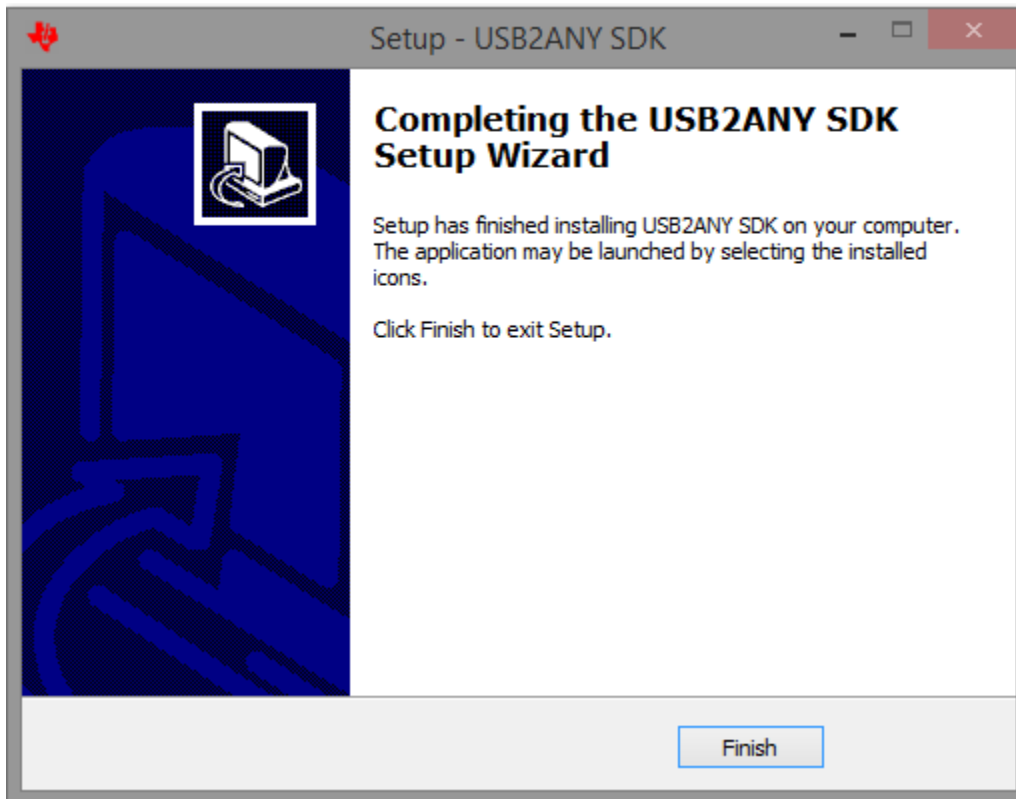 Setup - USB2ANY SDK
Completing the USB2ANY SDK
Setup Wizard
Setup has finished installing USB2ANY SDK on your computer.
The application may be launched by selecting the installed
icons.
Click Finish to exit Setup.
Finish